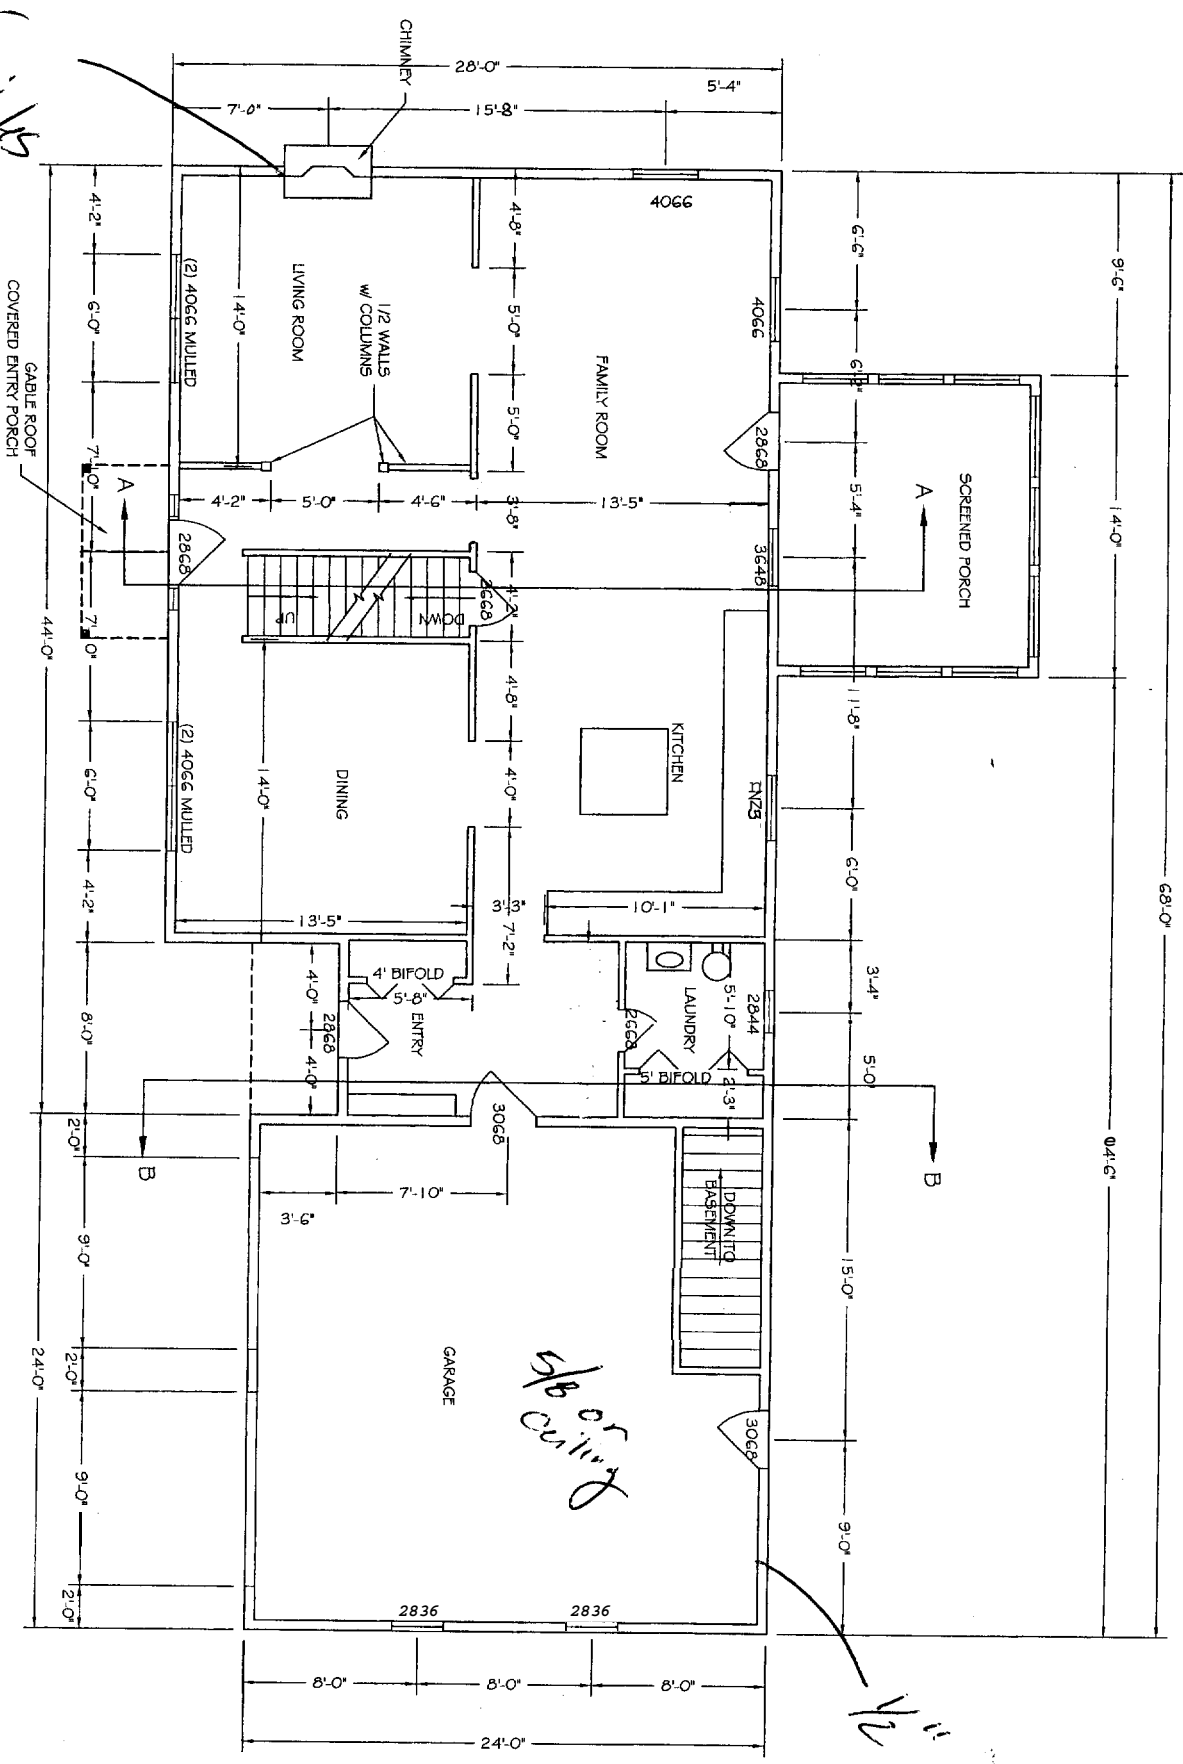 28'-0"
5'-4"
7'-0"
15'-8"
CHIMNEY
4066
4'-2"
6'-0"
7'-0"
7'-0"
6'-0"
4'-2"
8'-0"
44'-0"
14'-0"
4'-8"
5'-0"
5'-0"
3'-8"
4'-2"
4'-8"
4'-0"
7'-2"
6'-6"
5'-4"
11'-8"
6'-0"
3'-4"
5'-0"
15'-0"
9'-0"
9'-6"
14'-0"
68'-0"
(2) 4066 MULLED
LIVING ROOM
1/2 WALLS
W/ COLUMNS
FAMILY ROOM
4066
2868
3648
SCREENED PORCH
GABLE ROOF
COVERED ENTRY PORCH
A
A
4'-2"
5'-0"
4'-6"
13'-5"
2868
UP
DOWN
2668
14'-0"
DINING
(2) 4066 MULLED
KITCHEN
13'-5"
3'-3"
10'-1"
4' BIFOLD
5'-8"
ENTRY
2868
4'-0"
4'-0"
LAUNDRY
5'-10"
2844
2668
5' BIFOLD
2'-3"
3068
B
B
7'-10"
3'-6"
DOWN TO
BASEMENT
GARAGE
5/8 on
Ceiling
3068
2'-0"
9'-0"
2'-0"
9'-0"
2'-0"
24'-0"
2836
2836
8'-0"
8'-0"
8'-0"
24'-0"
1/2"